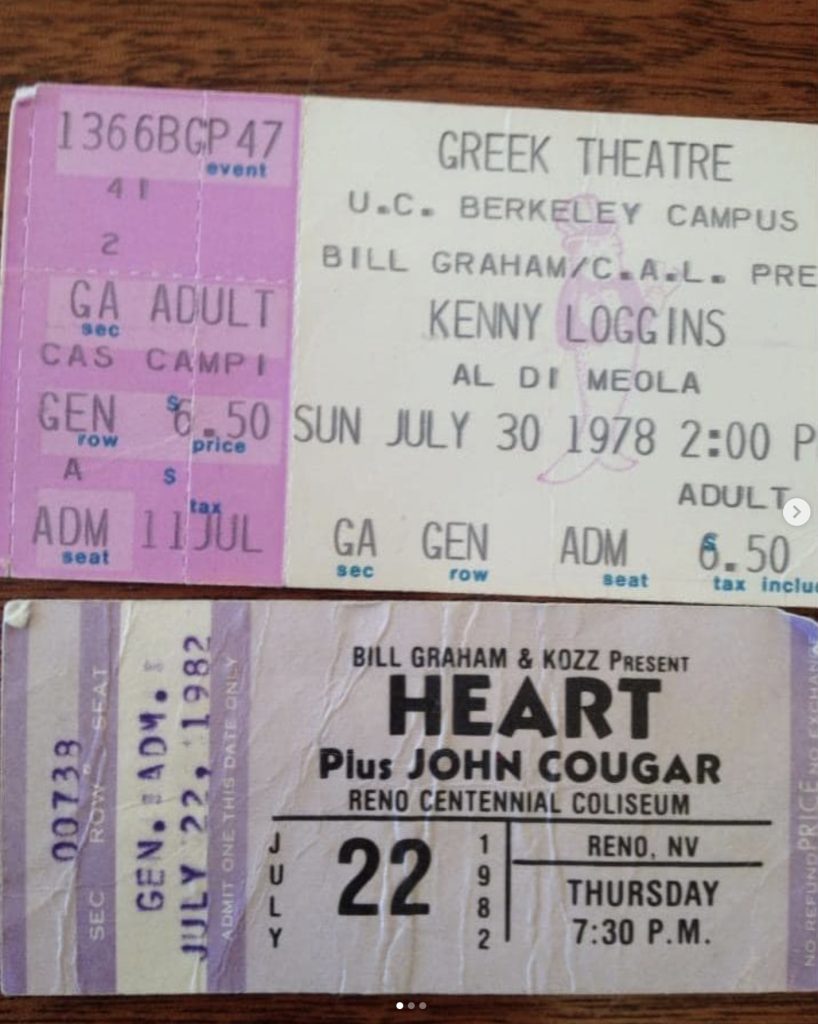 1366BGP47
event
41
2
GA ADULT
sec
CAS CAMPI
GEN $6.50
row price
A $
tax
ADM 11JUL
seat
GREEK THEATRE
U.C. BERKELEY CAMPUS
BILL GRAHAM/C.A.L. PRE
KENNY LOGGINS
AL DI MEOLA
SUN JULY 30 1978 2:00 P
ADULT
GA GEN ADM $6.50
sec row seat tax inclu
00738
SEC ROW SEAT
GEN. ADM.
JULY 22, 1982
ADMIT ONE THIS DATE ONLY
BILL GRAHAM & KOZZ PRESENT
HEART
Plus JOHN COUGAR
RENO CENTENNIAL COLISEUM
JULY 22 1982
RENO, NV
THURSDAY
7:30 P.M.
PRICE
NO REFUND NO EXCHANGE